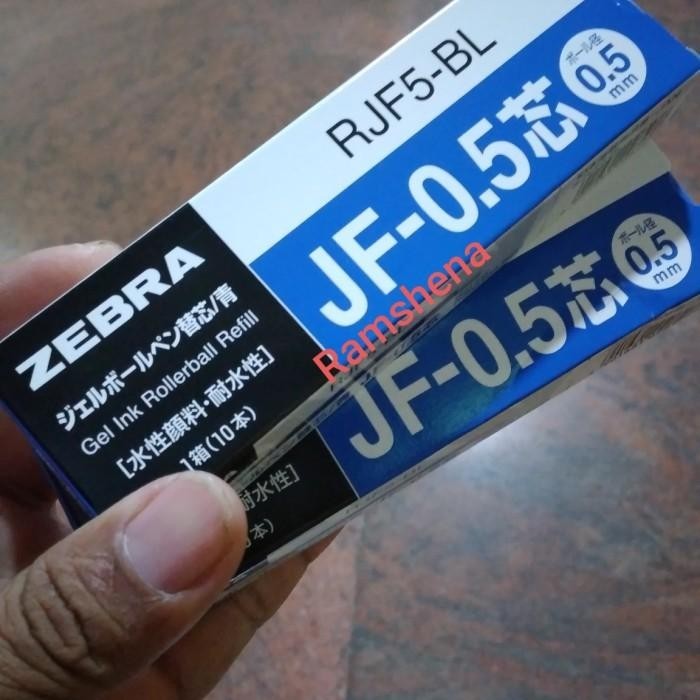 RJF5-BL
JF-0.5芯
ボール径
0.5
mm
ZEBRA
ジェルボールペン替芯/青
Gel Ink Rollerball Refill
[水性顔料・耐水性]
箱(10本)
Ramshena
JF-0.5芯
ボール径
0.5
mm
耐水性]
本)